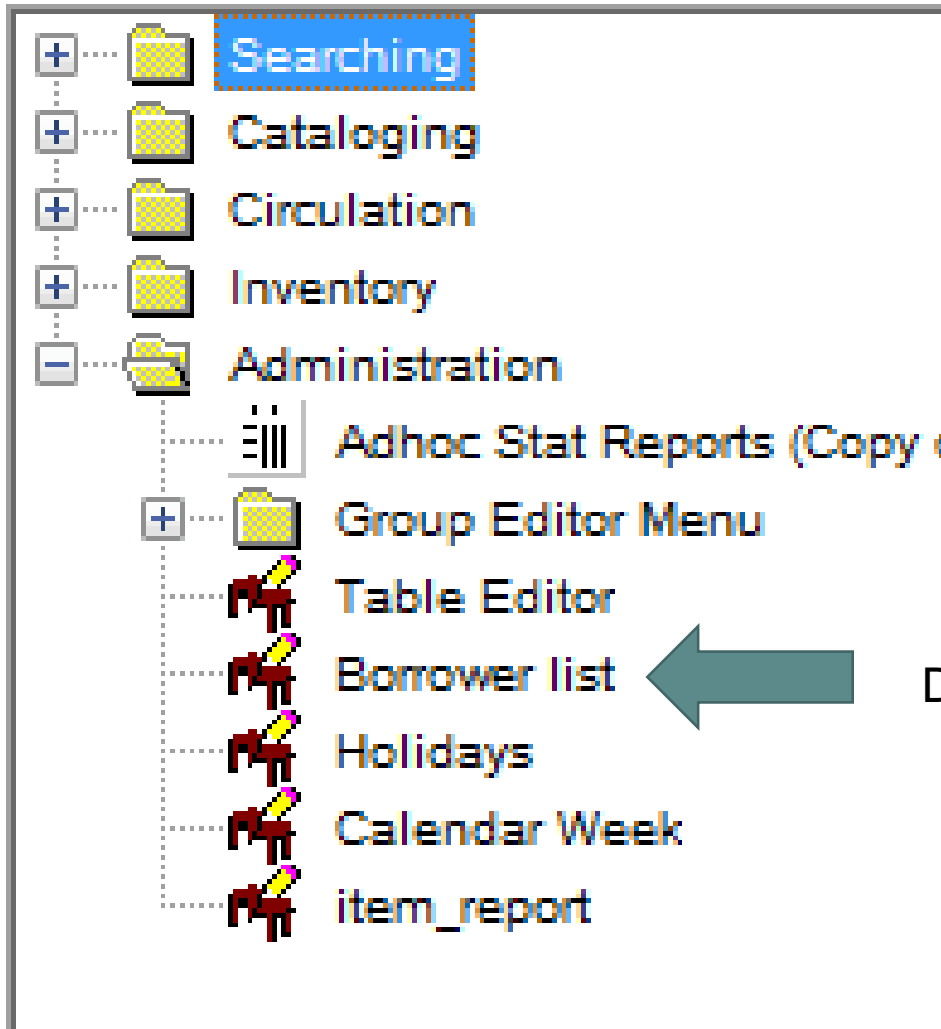 Searching
Cataloging
Circulation
Inventory
Administration
Adhoc Stat Reports (Copy
Group Editor Menu
Table Editor
Borrower list
Holidays
Calendar Week
item_report